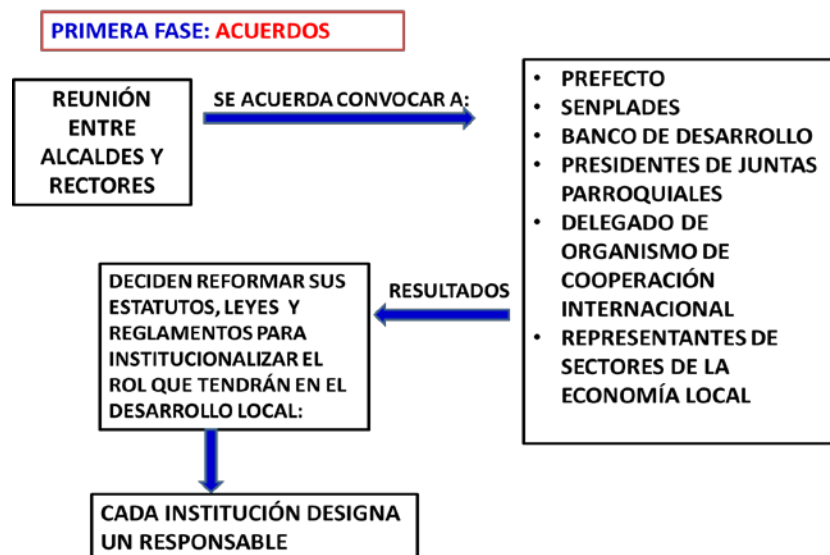 PRIMERA FASE: ACUERDOS
REUNIÓN
ENTRE
ALCALDES Y
RECTORES
SE ACUERDA CONVOCAR A:
• PREFECTO
• SENPLADES
• BANCO DE DESARROLLO
• PRESIDENTES DE JUNTAS
PARROQUIALES
• DELEGADO DE
ORGANISMO DE
COOPERACIÓN
INTERNACIONAL
• REPRESENTANTES DE
SECTORES DE LA
ECONOMÍA LOCAL
RESULTADOS
DECIDEN REFORMAR SUS
ESTATUTOS, LEYES Y
REGLAMENTOS PARA
INSTITUCIONALIZAR EL
ROL QUE TENDRÁN EN EL
DESARROLLO LOCAL:
CADA INSTITUCIÓN DESIGNA
UN RESPONSABLE